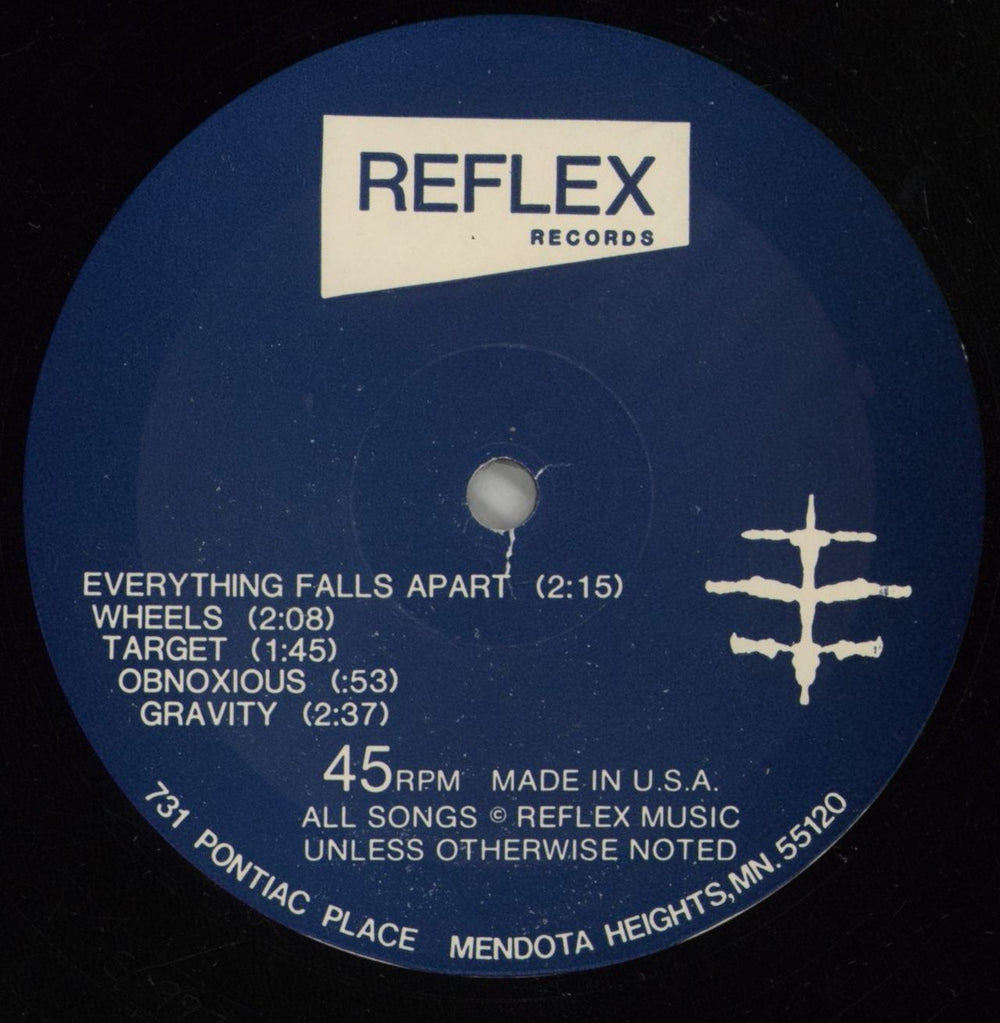 REFLEX
RECORDS
EVERYTHING FALLS APART (2:15)
WHEELS (2:08)
TARGET (1:45)
OBNOXIOUS (:53)
GRAVITY (2:37)
45RPM MADE IN U.S.A.
ALL SONGS © REFLEX MUSIC
UNLESS OTHERWISE NOTED
731 PONTIAC PLACE MENDOTA HEIGHTS, MN. 55120